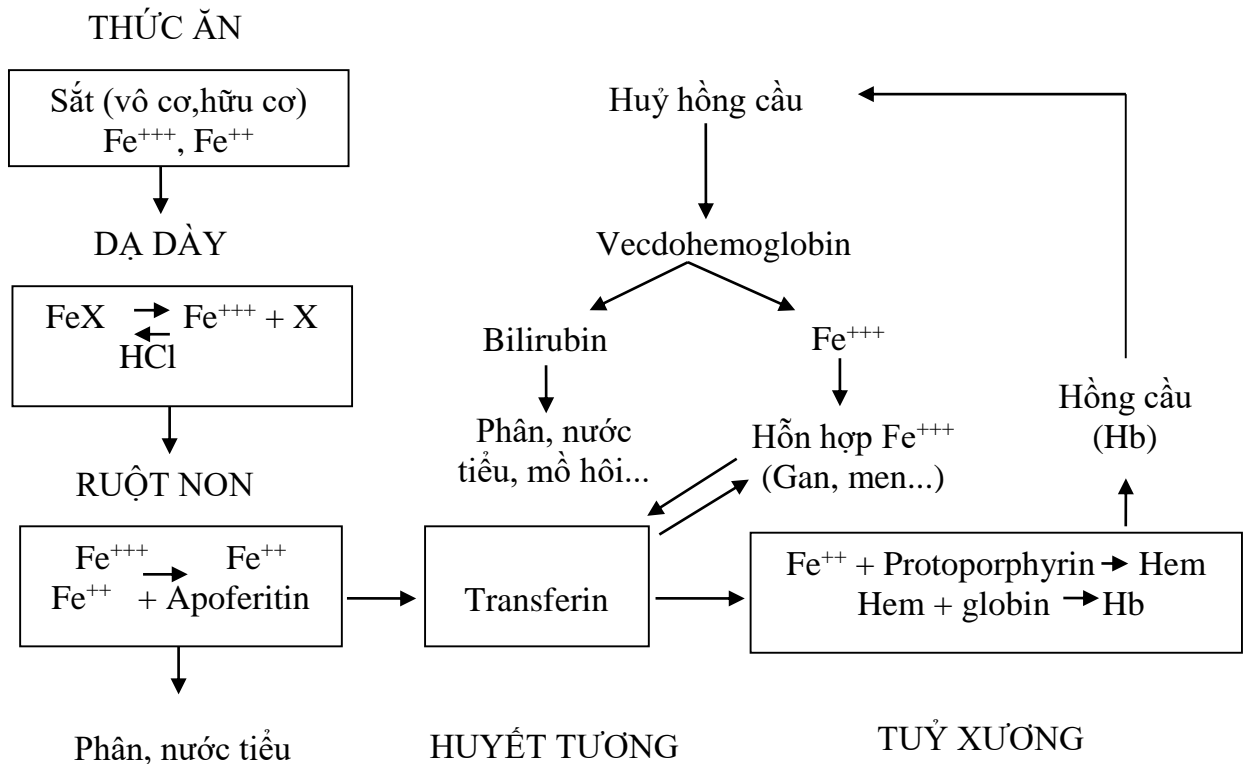 THỨC ĂN
Sắt (vô cơ,hữu cơ)
Fe+++, Fe++
DẠ DÀY
FeX Fe+++ + X
HCl
RUỘT NON
Fe+++ Fe++
Fe++ + Apoferitin
Phân, nước tiểu
Huỷ hồng cầu
Vecdohemoglobin
Bilirubin
Phân, nước
tiểu, mồ hôi...
Fe+++
Hỗn hợp Fe+++
(Gan, men...)
Transferin
HUYẾT TƯƠNG
Hồng cầu
(Hb)
Fe++ + Protoporphyrin Hem
Hem + globin Hb
TUỶ XƯƠNG